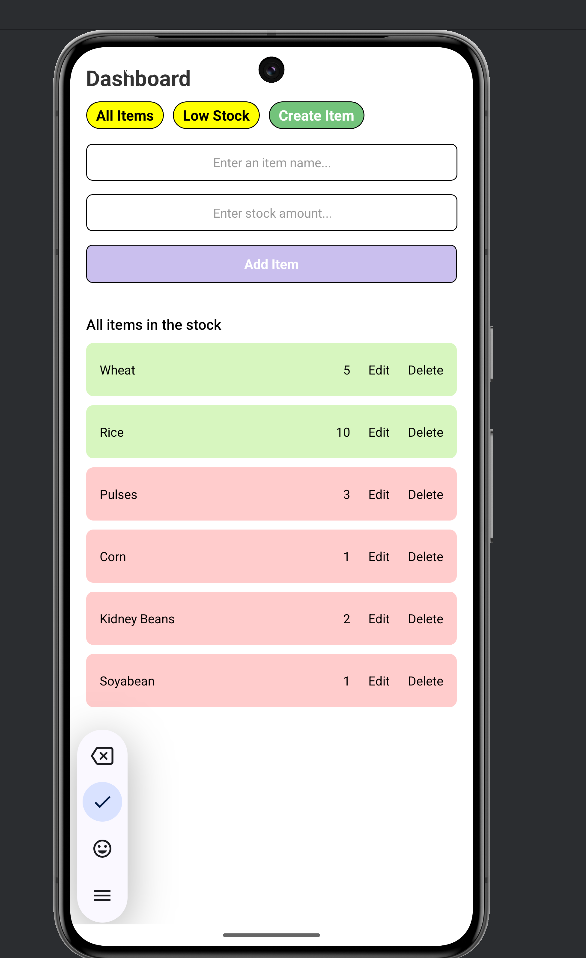 Dashboard
All Items Low Stock Create Item
Enter an item name...
Enter stock amount...
Add Item
All items in the stock
Wheat 5 Edit Delete
Rice 10 Edit Delete
Pulses 3 Edit Delete
Corn 1 Edit Delete
Kidney Beans 2 Edit Delete
Soyabean 1 Edit Delete